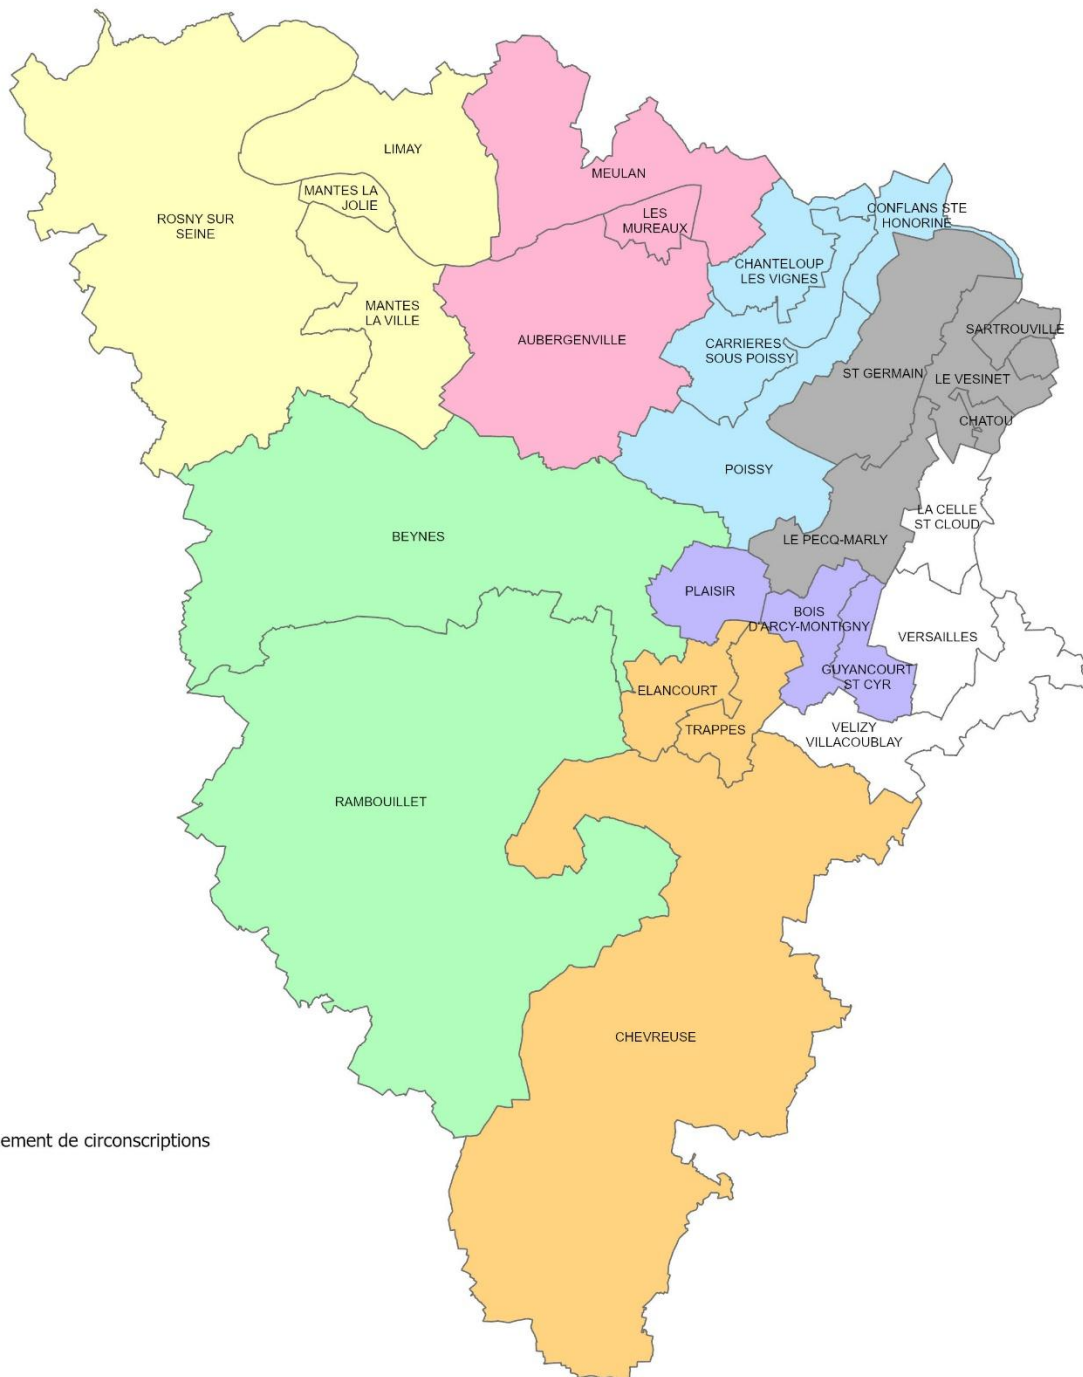 LIMAY
MEULAN
MANTES LA
JOLIE
ROSNY SUR
SEINE
LES
MUREAUX
CONFLANS STE
HONORINE
CHANTELOUP
LES VIGNES
MANTES
LA VILLE
AUBERGENVILLE
CARRIERES
SOUS POISSY
SARTROUVILLE
ST GERMAIN
LE VESINET
CHATOU
POISSY
LA CELLE
ST CLOUD
BEYNES
LE PECQ-MARLY
PLAISIR
BOIS
D'ARCY-MONTIGNY
VERSAILLES
GUYANCOURT
ST CYR
ELANCOURT
TRAPPES
VELIZY
VILLACOUBLAY
RAMBOUILLET
CHEVREUSE
ement de circonscriptions